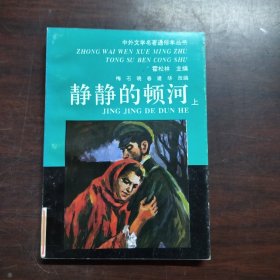 中外文学名著通俗本丛书
ZHONG WAI WEN XUE MING ZHU
TONG SU BEN CONG SHU
霍松林 主编
梅石 晓春 建华 改编
静静的顿河 上
JING JING DE DUN HE